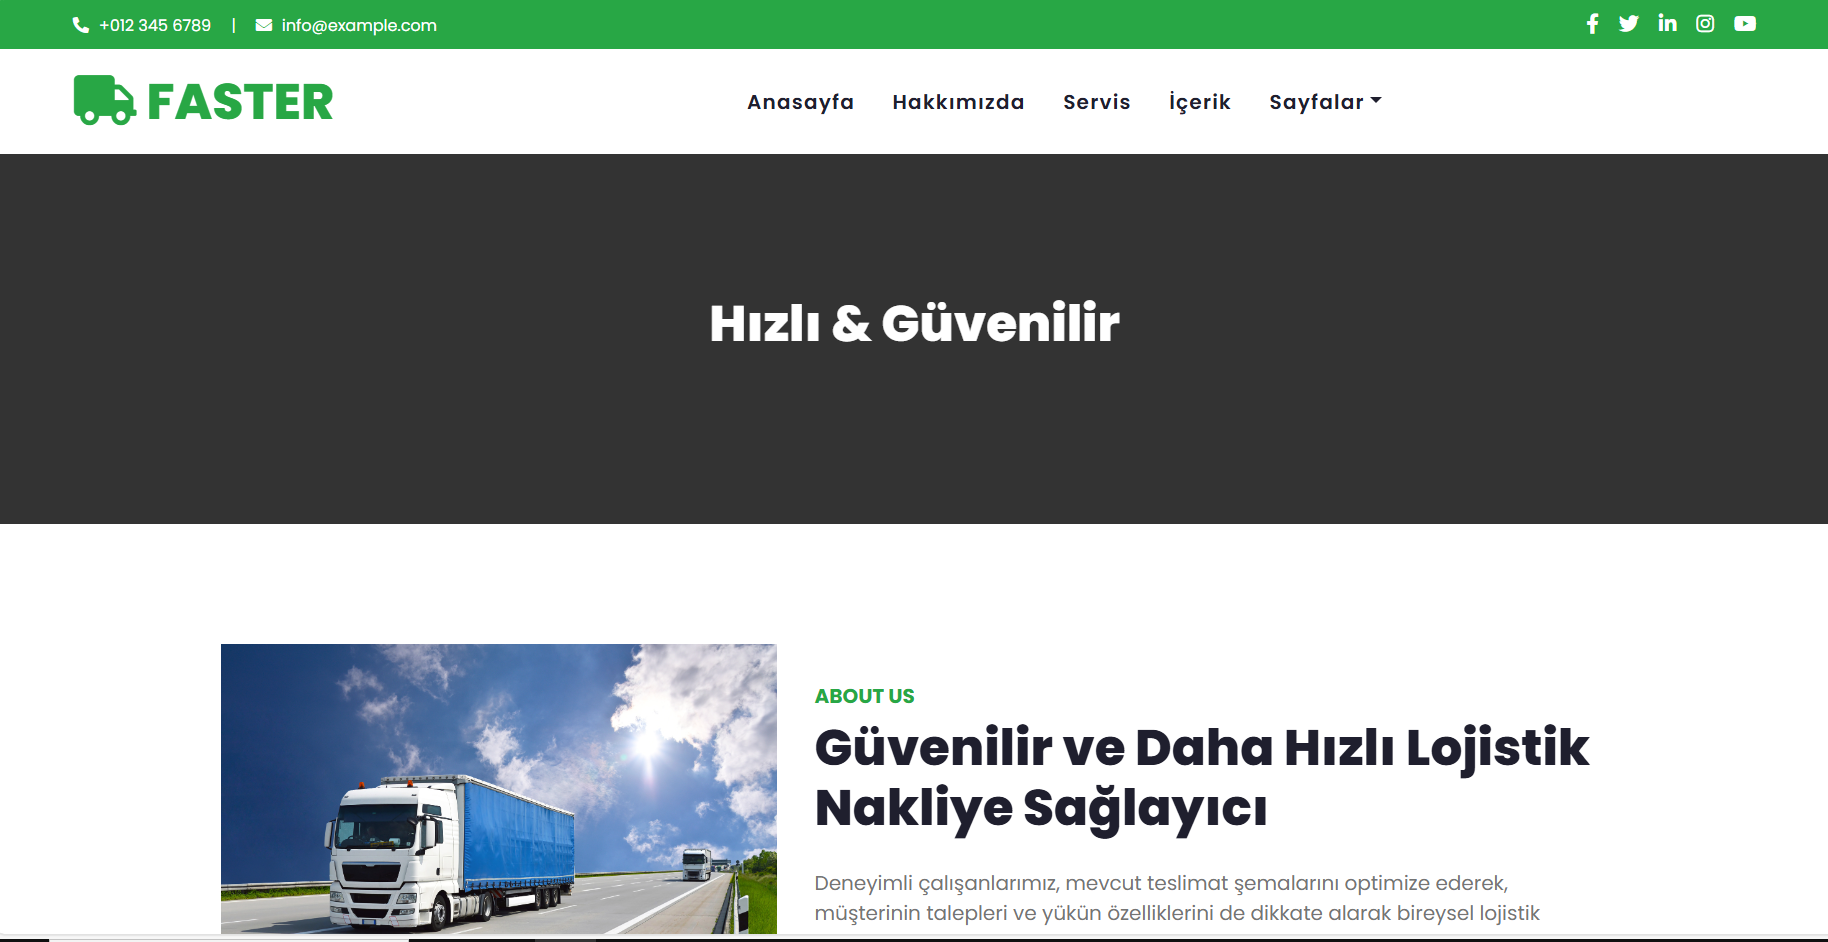 +012 345 6789 | info@example.com
FASTER
Anasayfa Hakkımızda Servis İçerik Sayfalar
Hızlı & Güvenilir
ABOUT US
Güvenilir ve Daha Hızlı Lojistik
Nakliye Sağlayıcı
Deneyimli çalışanlarımız, mevcut teslimat şemalarını optimize ederek,
müşterinin talepleri ve yükün özelliklerini de dikkate alarak bireysel lojistik